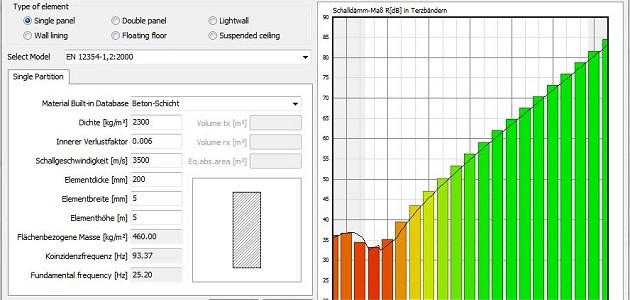 Type of element
Single panel Double panel Lightwall
Wall lining Floating floor Suspended ceiling
Select Model EN 12354-1,2:2000
Single Partition
Material Built-in Database Beton-Schicht
Dichte [kg/m³] 2300 Volume tx [m³]
Innerer Verlustfaktor 0.006 Volume rx [m³]
Schallgeschwindigkeit [m/s] 3500 Eq.abs.area [m²]
Elementdicke [mm] 200
Elementbreite [mm] 5
Elementhöhe [m] 5
Flächenbezogene Masse [kg/m²] 460.00
Koinzidenzfrequenz [Hz] 93.37
Fundamental frequency [Hz] 25.20
Schalldämm-Maß R[dB] in Terzbändern
90
85
80
75
70
65
60
55
50
45
40
35
30
25
20